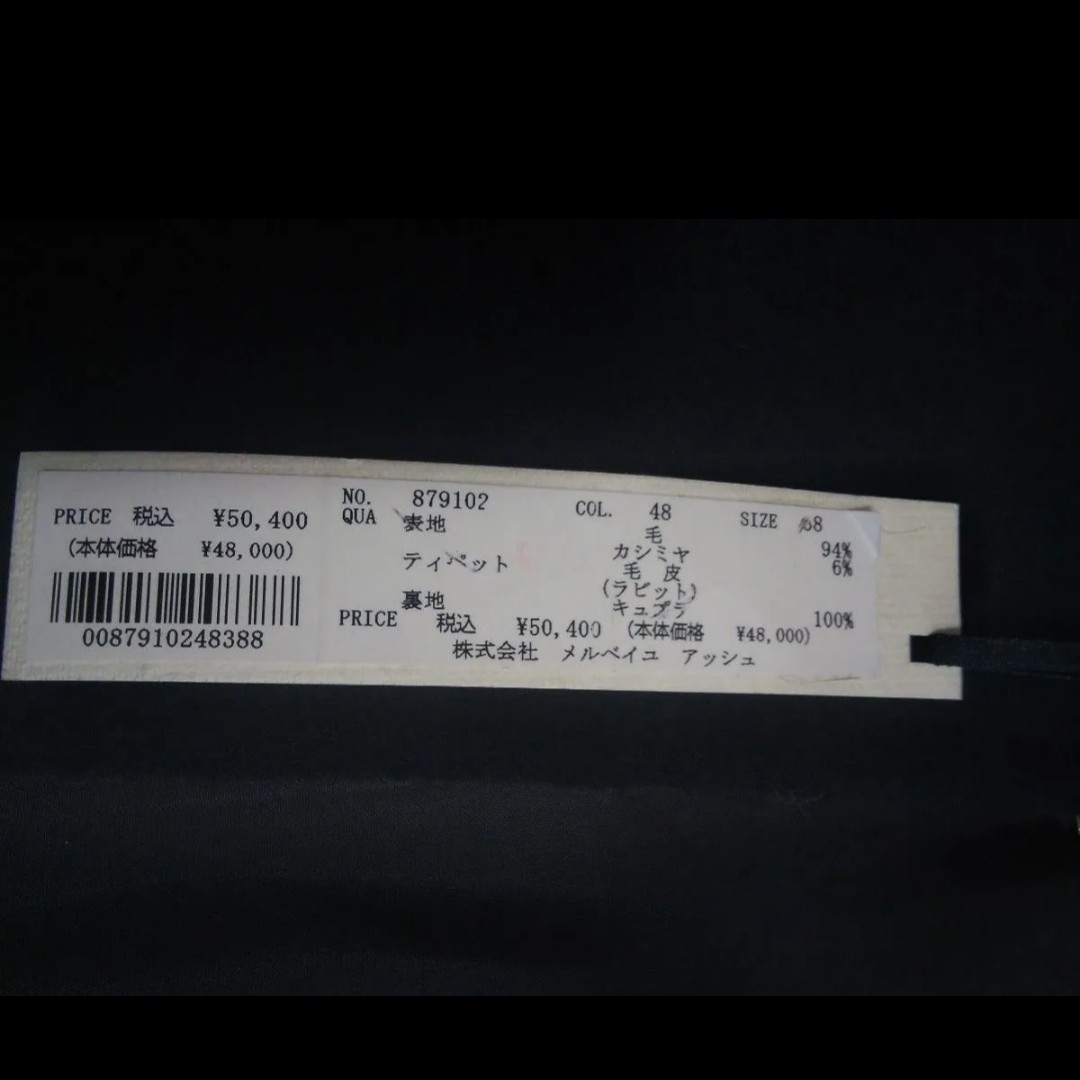 PRICE 税込 ¥50,400
(本体価格 ¥48,000)
0087910248388
NO. 879102 COL. 48 SIZE
QUA 表地 毛 94%
カシミヤ 6%
ティペット 毛 皮
(ラビット)
裏地 キュプラ 100%
PRICE 税込 ¥50,400 (本体価格 ¥48,000)
株式会社 メルベイユ アッシュ